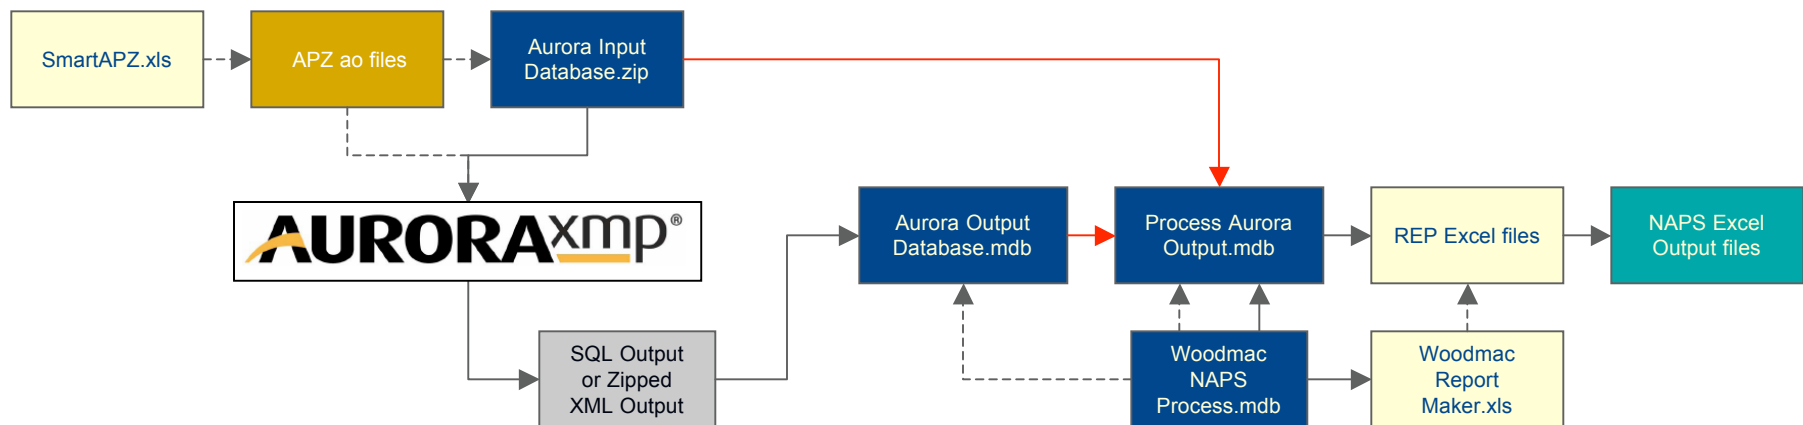 SmartAPZ.xls
APZ ao files
Aurora Input
Database.zip
AURORAxmp®
Aurora Output
Database.mdb
Process Aurora
Output.mdb
REP Excel files
NAPS Excel
Output files
SQL Output
or Zipped
XML Output
Woodmac
NAPS
Process.mdb
Woodmac
Report
Maker.xls